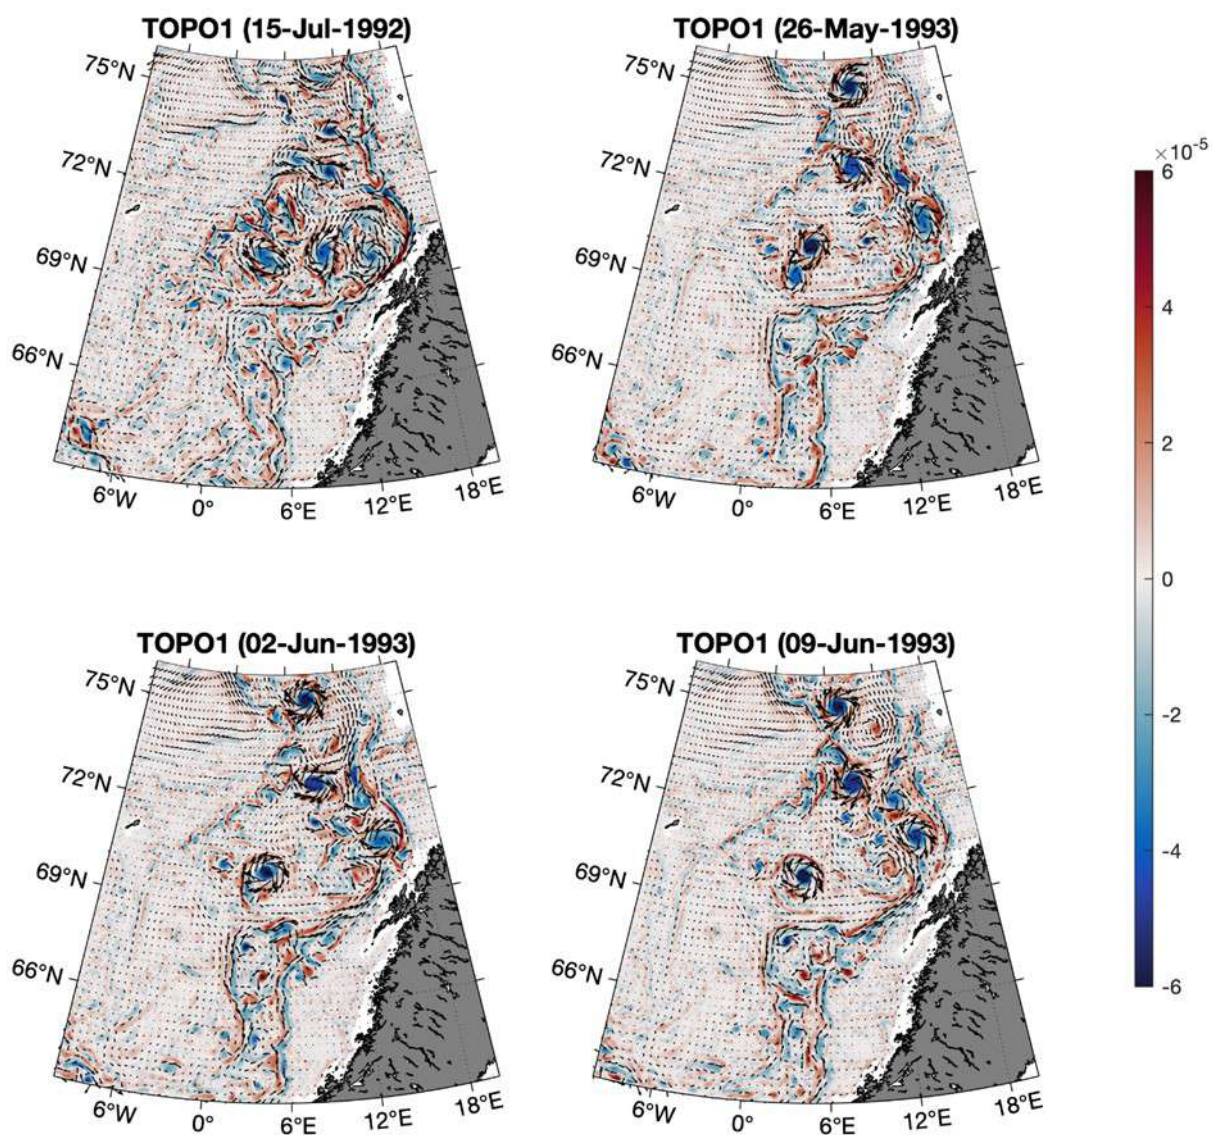 TOPO1 (15-Jul-1992)
TOPO1 (26-May-1993)
75°N
72°N
69°N
66°N
6°W
0°
6°E
12°E
18°E
75°N
72°N
69°N
66°N
6°W
0°
6°E
12°E
18°E
×10-5
6
4
2
0
-2
-4
-6
TOPO1 (02-Jun-1993)
TOPO1 (09-Jun-1993)
75°N
72°N
69°N
66°N
6°W
0°
6°E
12°E
18°E
75°N
72°N
69°N
66°N
6°W
0°
6°E
12°E
18°E